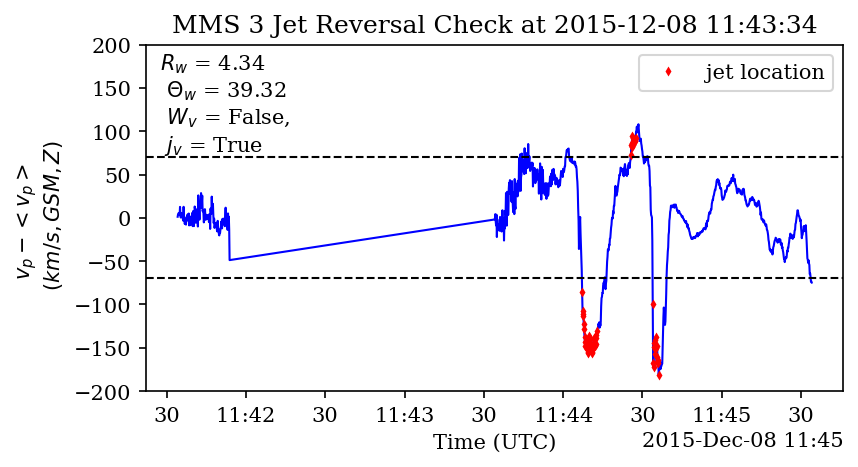 MMS 3 Jet Reversal Check at 2015-12-08 11:43:34
R_w = 4.34
Θ_w = 39.32
W_v = False,
j_v = True
jet location
v_p − < v_p >
(km/s, GSM, Z)
200
150
100
50
0
−50
−100
−150
−200
30 11:42 30 11:43 30 11:44 30 11:45 30
Time (UTC)
2015-Dec-08 11:45